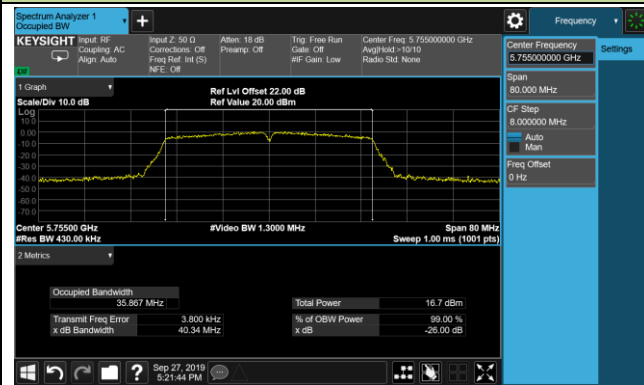 Spectrum Analyzer 1
Occupied BW
Frequency
KEYSIGHT
Input: RF
Coupling: AC
Align: Auto
Input Z: 50 Ω
Corrections: Off
Freq Ref: Int (S)
NFE: Off
Atten: 18 dB
Preamp: Off
Trig: Free Run
Gate: Off
#IF Gain: Low
Center Freq: 5.755000000 GHz
Avg|Hold:>10/10
Radio Std: None
Center Frequency
5.755000000 GHz
Settings
Span
80.000 MHz
CF Step
8.000000 MHz
Auto
Man
Freq Offset
0 Hz
1 Graph
Scale/Div 10.0 dB
Ref Lvl Offset 22.00 dB
Ref Value 20.00 dBm
Log
10.0
0.00
-10.0
-20.0
-30.0
-40.0
-50.0
-60.0
-70.0
Center 5.75500 GHz
#Video BW 1.3000 MHz
Span 80 MHz
#Res BW 430.00 kHz
Sweep 1.00 ms (1001 pts)
2 Metrics
Occupied Bandwidth
35.867 MHz
Total Power
16.7 dBm
Transmit Freq Error
3.800 kHz
% of OBW Power
99.00 %
x dB Bandwidth
40.34 MHz
x dB
-26.00 dB
?
Sep 27, 2019
5:21:44 PM